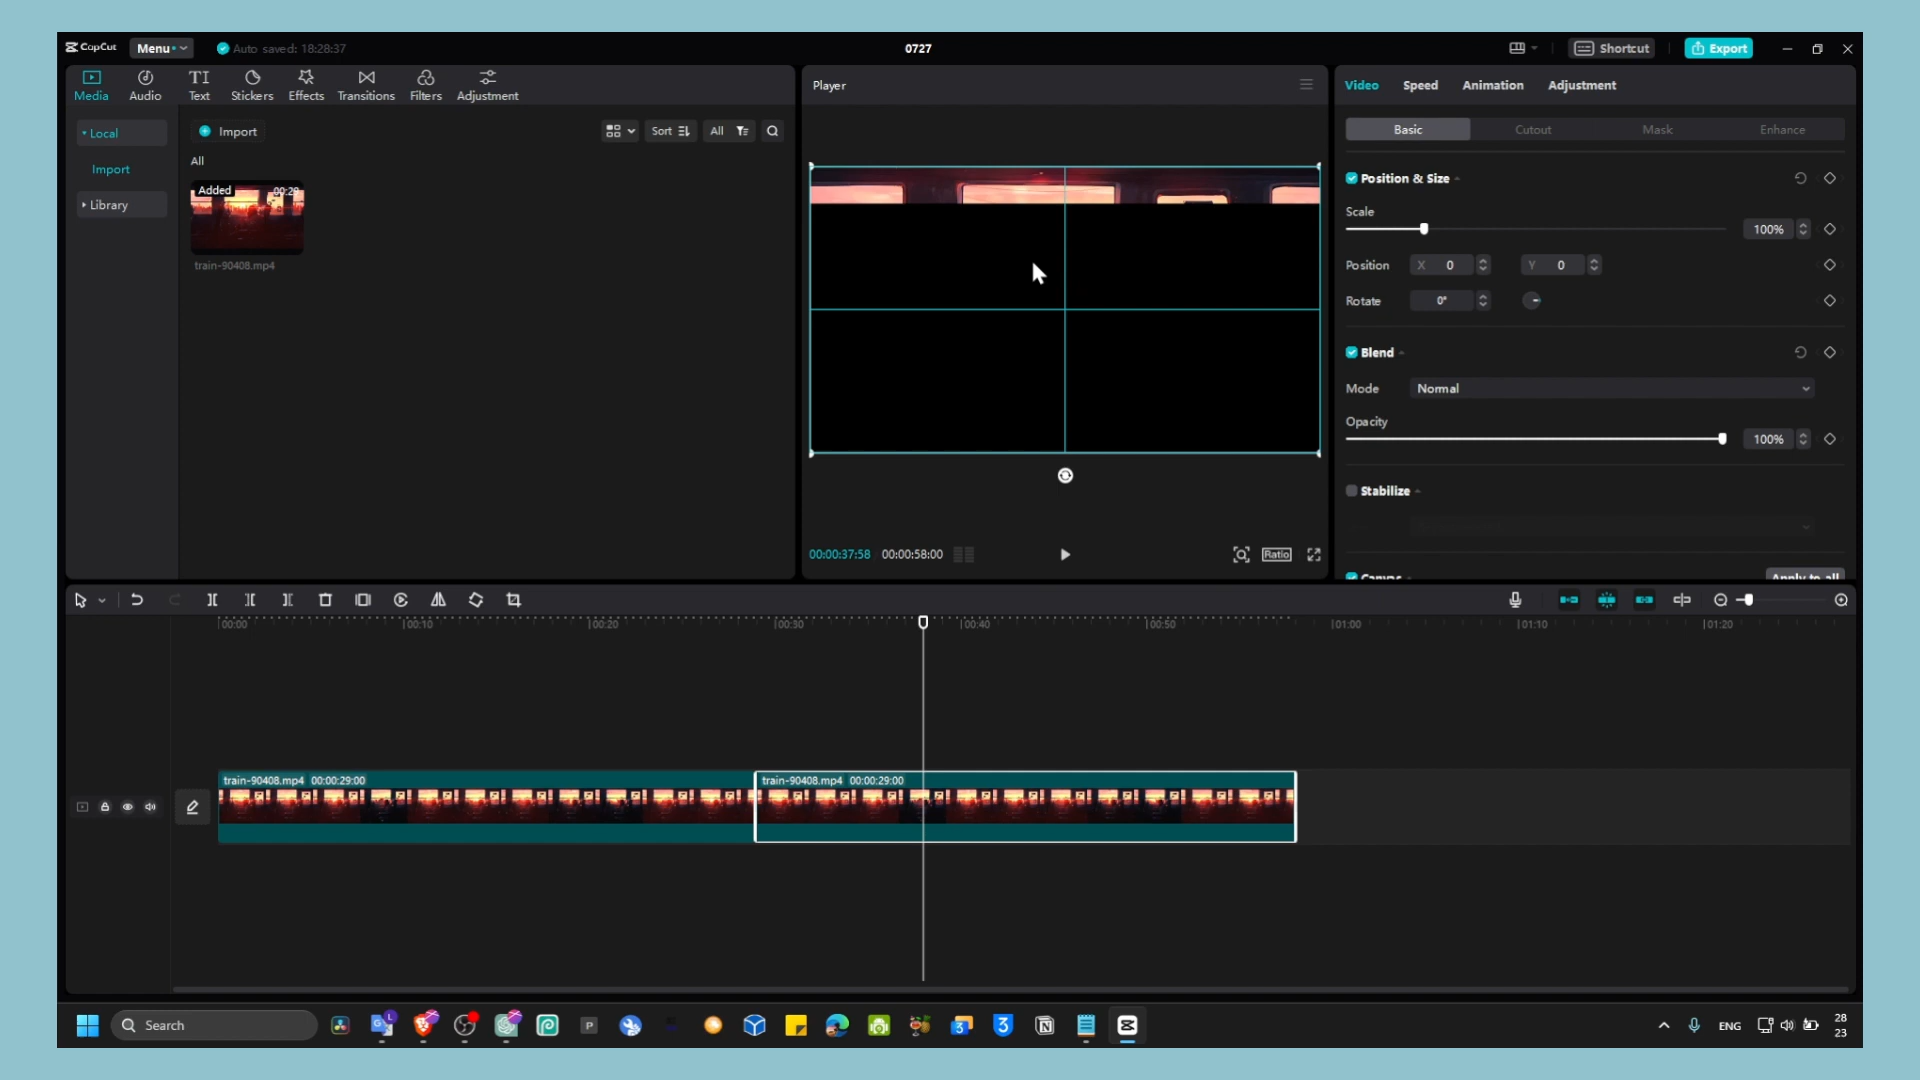 CapCut Menu Auto saved: 18:28:37 0727 Shortcut Export
Media Audio TI Text Stickers Effects Transitions Filters Adjustment
Local
Import
Library
Import Sort All
All
Added 00:29
train-90408.mp4
Player
00:00:37:58 00:00:58:00 Ratio
Video Speed Animation Adjustment
Basic Cutout Mask Enhance
Position & Size
Scale
100%
Position X 0 Y 0
Rotate 0°
Blend
Mode Normal
Opacity
100%
Stabilize
Canvas Apply to all
00:00 00:10 00:20 00:30 00:40 00:50 01:00 01:10 01:20
train-90408.mp4 00:00:29:00 train-90408.mp4 00:00:29:00
Search ENG 28
23